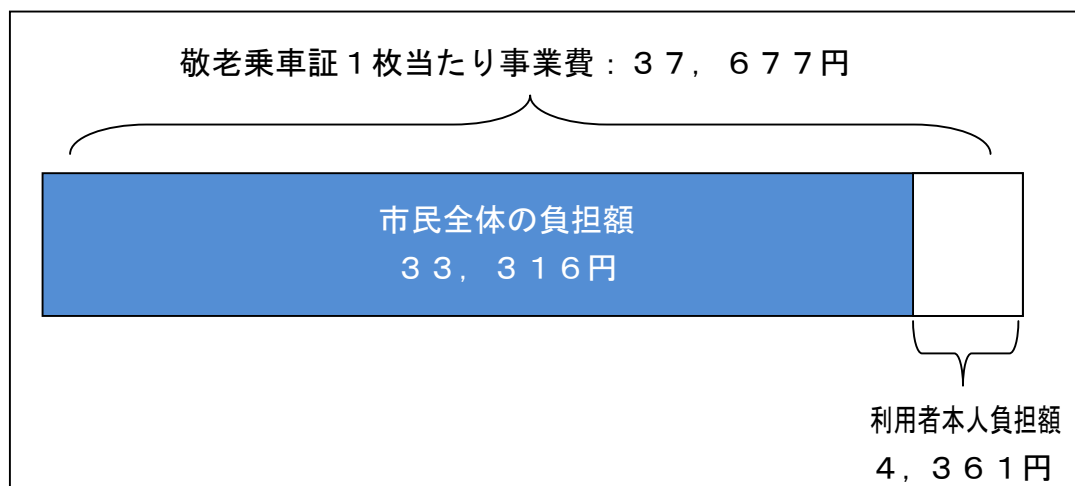 敬老乗車証１枚当たり事業費：３７，６７７円
市民全体の負担額
３３，３１６円
利用者本人負担額
４，３６１円